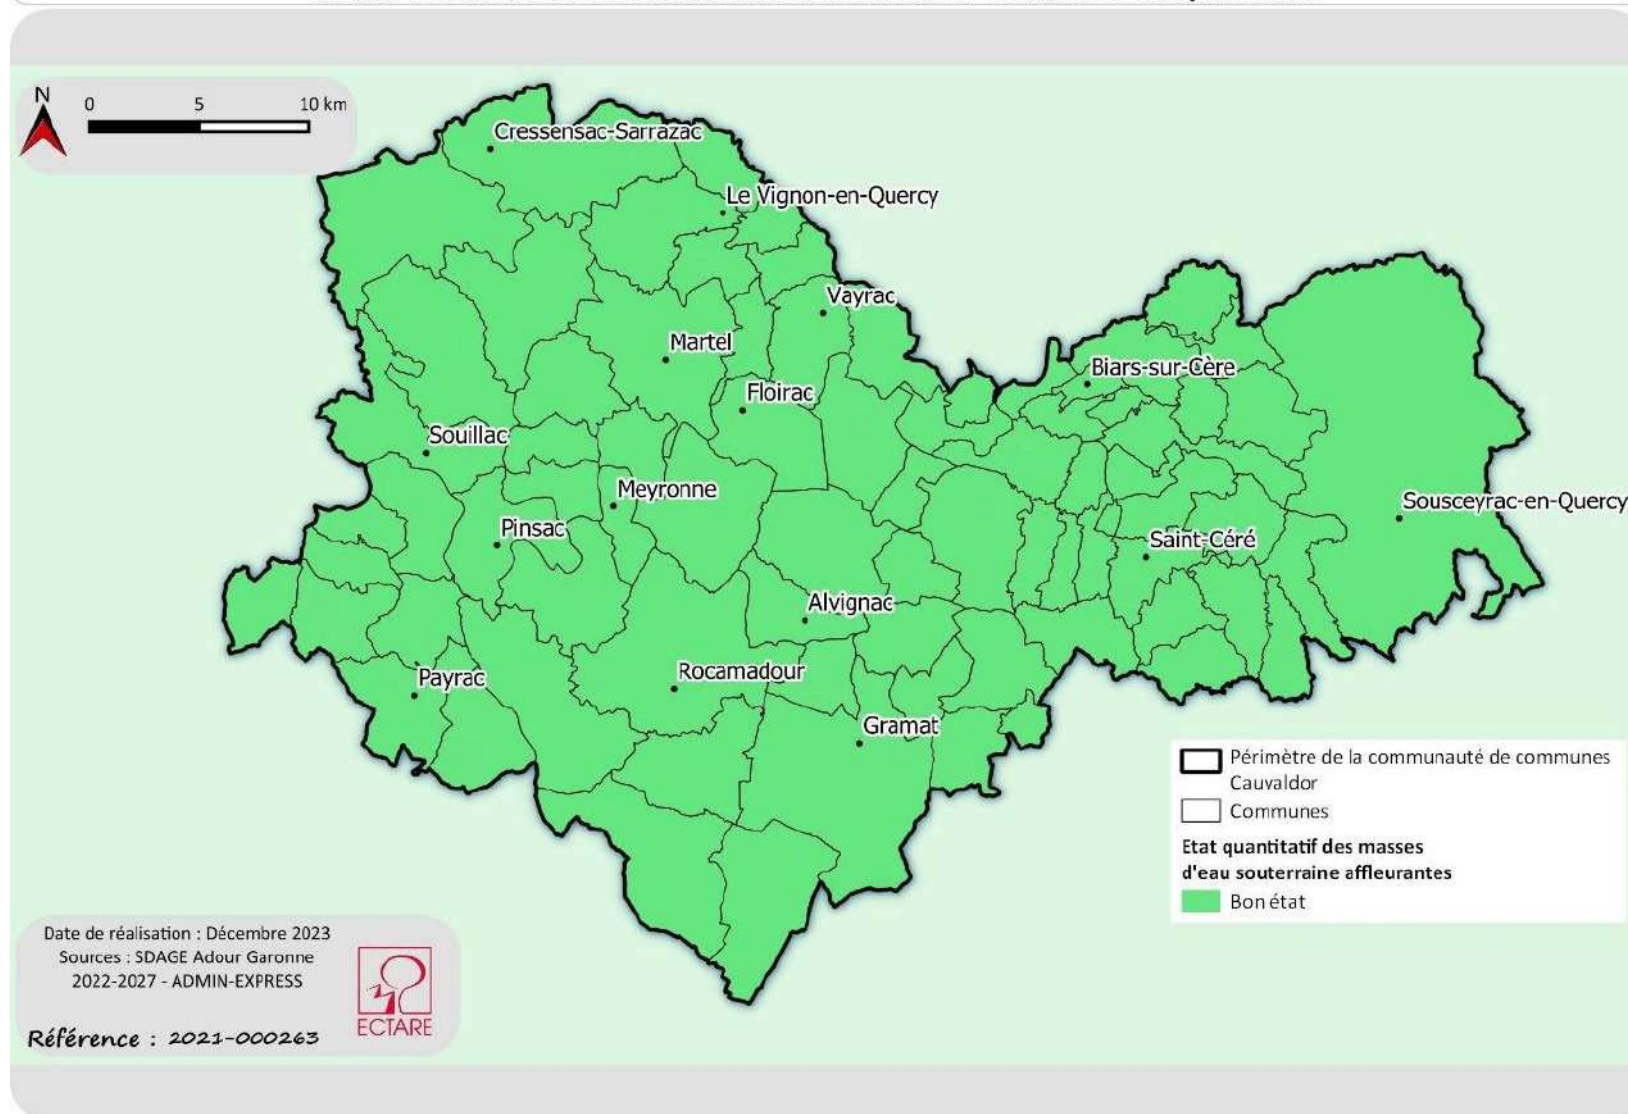 N
0 5 10 km
Cressensac-Sarrazac
Le Vignon-en-Quercy
Vayrac
Martel
Biars-sur-Cère
Floirac
Souillac
Meyronne
Sousceyrac-en-Quercy
Pinsac
Saint-Céré
Alvignac
Rocamadour
Payrac
Gramat
Périmètre de la communauté de communes
Cauvaldor
Communes
Etat quantitatif des masses
d'eau souterraine affleurantes
Bon état
Date de réalisation : Décembre 2023
Sources : SDAGE Adour Garonne
2022-2027 - ADMIN-EXPRESS
ECTARE
Référence : 2021-000263